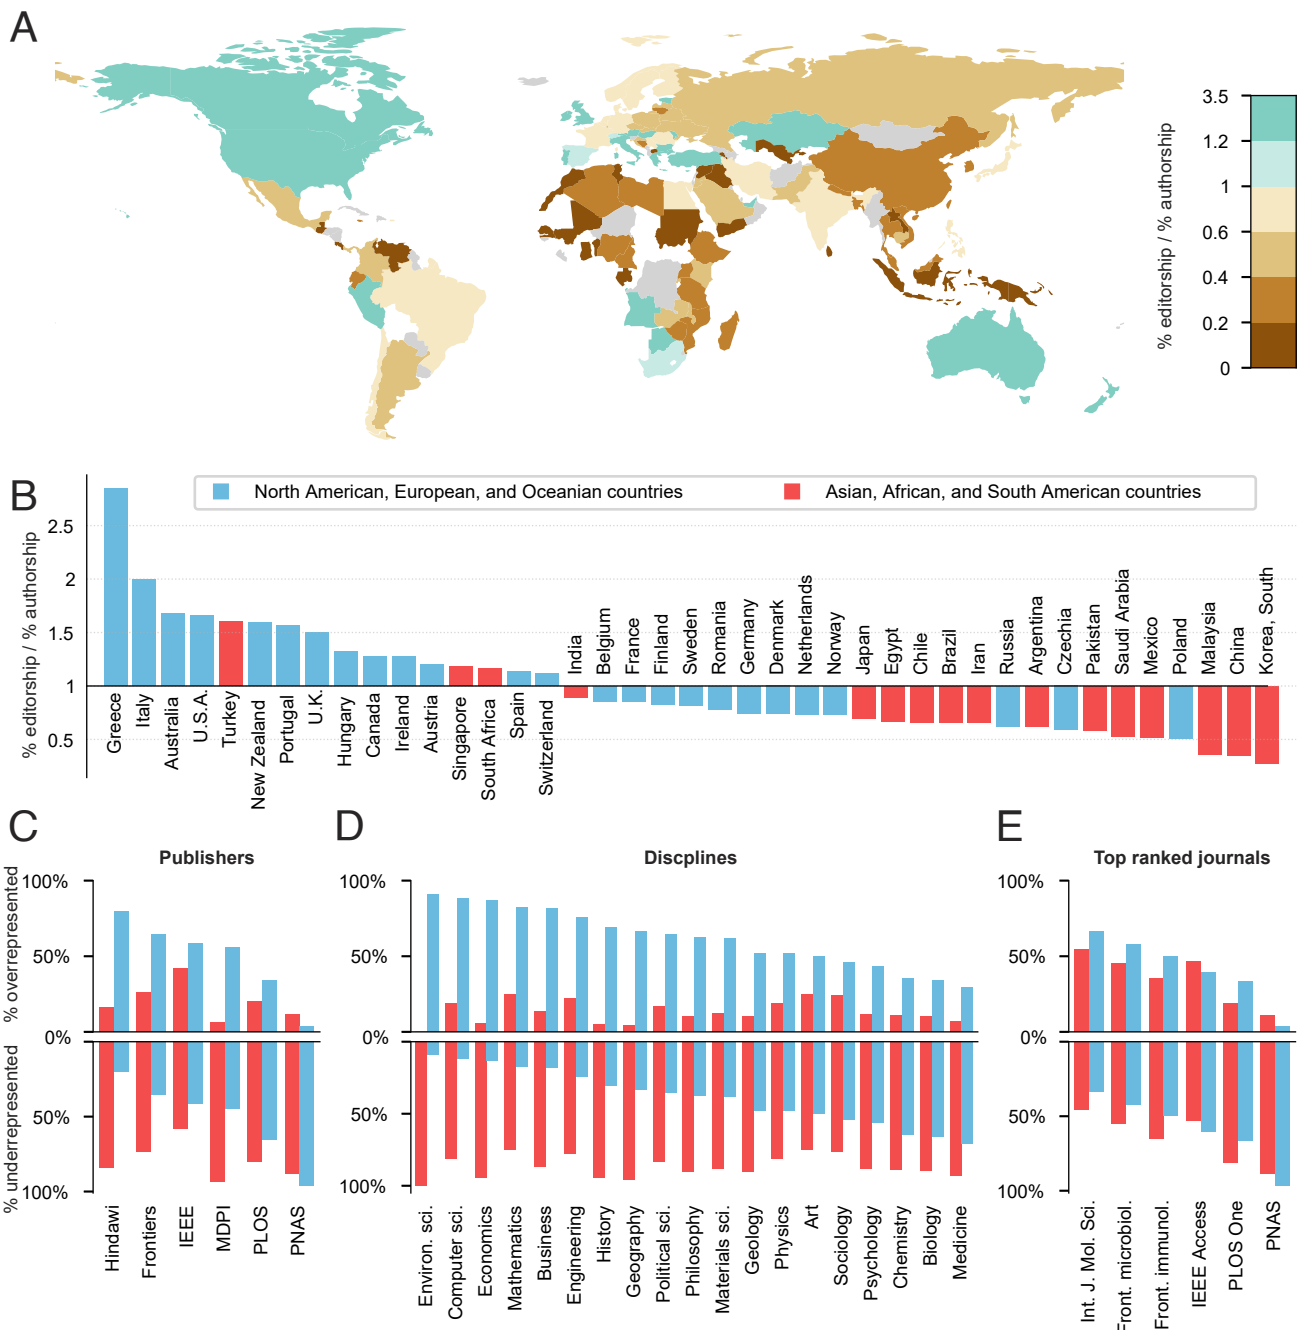 A
3.5
1.2
1
0.6
0.4
0.2
0
% editorship / % authorship
B
North American, European, and Oceanian countries
Asian, African, and South American countries
% editorship / % authorship
2.5
2
1.5
1
0.5
Greece
Italy
Australia
U.S.A.
Turkey
New Zealand
Portugal
U.K.
Hungary
Canada
Ireland
Austria
Singapore
South Africa
Spain
Switzerland
India
Belgium
France
Finland
Sweden
Romania
Germany
Denmark
Netherlands
Norway
Japan
Egypt
Chile
Brazil
Iran
Russia
Argentina
Czechia
Pakistan
Saudi Arabia
Mexico
Poland
Malaysia
China
Korea, South
C
Publishers
% overrepresented
% underrepresented
100%
50%
0%
50%
100%
Hindawi
Frontiers
IEEE
MDPI
PLOS
PNAS
D
Discplines
100%
50%
0%
50%
100%
Environ. sci.
Computer sci.
Economics
Mathematics
Business
Engineering
History
Geography
Political sci.
Philosophy
Materials sci.
Geology
Physics
Art
Sociology
Psychology
Chemistry
Biology
Medicine
E
Top ranked journals
100%
50%
0%
50%
100%
Int. J. Mol. Sci.
Front. microbiol.
Front. immunol.
IEEE Access
PLOS One
PNAS